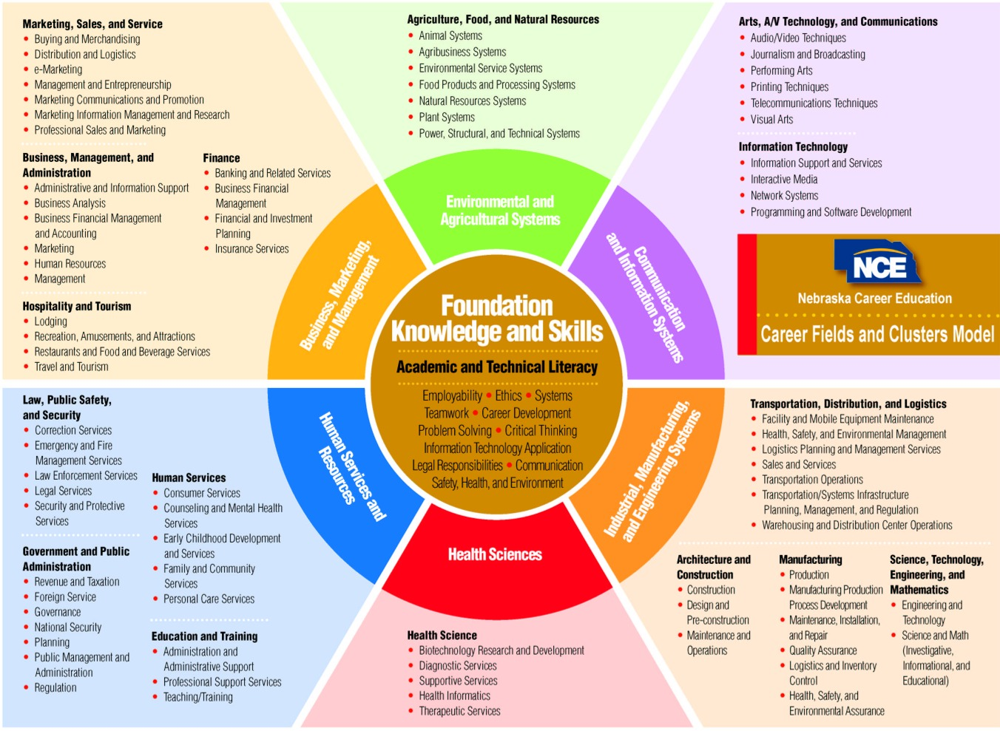 Marketing, Sales, and Service
• Buying and Merchandising
• Distribution and Logistics
• e-Marketing
• Management and Entrepreneurship
• Marketing Communications and Promotion
• Marketing Information Management and Research
• Professional Sales and Marketing
Business, Management, and
Administration
• Administrative and Information Support
• Business Analysis
• Business Financial Management
and Accounting
• Marketing
• Human Resources
• Management
Finance
• Banking and Related Services
• Business Financial
Management
• Financial and Investment
Planning
• Insurance Services
Hospitality and Tourism
• Lodging
• Recreation, Amusements, and Attractions
• Restaurants and Food and Beverage Services
• Travel and Tourism
Business, Marketing,
and Management
Agriculture, Food, and Natural Resources
• Animal Systems
• Agribusiness Systems
• Environmental Service Systems
• Food Products and Processing Systems
• Natural Resources Systems
• Plant Systems
• Power, Structural, and Technical Systems
Environmental and
Agricultural Systems
Arts, A/V Technology, and Communications
• Audio/Video Techniques
• Journalism and Broadcasting
• Performing Arts
• Printing Techniques
• Telecommunications Techniques
• Visual Arts
Information Technology
• Information Support and Services
• Interactive Media
• Network Systems
• Programming and Software Development
Communication
and Information Systems
NCE
Nebraska Career Education
Career Fields and Clusters Model
Foundation
Knowledge and Skills
Academic and Technical Literacy
Employability • Ethics • Systems
Teamwork • Career Development
Problem Solving • Critical Thinking
Information Technology Application
Legal Responsibilities • Communication
Safety, Health, and Environment
Law, Public Safety,
and Security
• Correction Services
• Emergency and Fire
Management Services
• Law Enforcement Services
• Legal Services
• Security and Protective
Services
Government and Public
Administration
• Revenue and Taxation
• Foreign Service
• Governance
• National Security
• Planning
• Public Management and
Administration
• Regulation
Human Services
• Consumer Services
• Counseling and Mental Health
Services
• Early Childhood Development
and Services
• Family and Community
Services
• Personal Care Services
Education and Training
• Administration and
Administrative Support
• Professional Support Services
• Teaching/Training
Human Services and
Resources
Health Sciences
Health Science
• Biotechnology Research and Development
• Diagnostic Services
• Supportive Services
• Health Informatics
• Therapeutic Services
Industrial, Manufacturing,
and Engineering Systems
Transportation, Distribution, and Logistics
• Facility and Mobile Equipment Maintenance
• Health, Safety, and Environmental Management
• Logistics Planning and Management Services
• Sales and Services
• Transportation Operations
• Transportation/Systems Infrastructure
Planning, Management, and Regulation
• Warehousing and Distribution Center Operations
Architecture and
Construction
• Construction
• Design and
Pre-construction
• Maintenance and
Operations
Manufacturing
• Production
• Manufacturing Production
Process Development
• Maintenance, Installation,
and Repair
• Quality Assurance
• Logistics and Inventory
Control
• Health, Safety, and
Environmental Assurance
Science, Technology,
Engineering, and
Mathematics
• Engineering and
Technology
• Science and Math
(Investigative,
Informational, and
Educational)